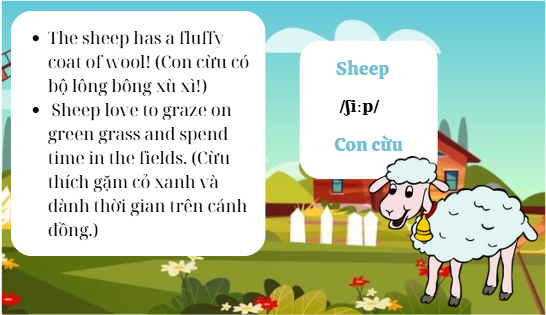 The sheep has a fluffy
coat of wool! (Con cừu có
bộ lông bông xù xì!)
Sheep love to graze on
green grass and spend
time in the fields. (Cừu
thích gặm cỏ xanh và
dành thời gian trên cánh
đồng.)
Sheep
/ʃiːp/
Con cừu